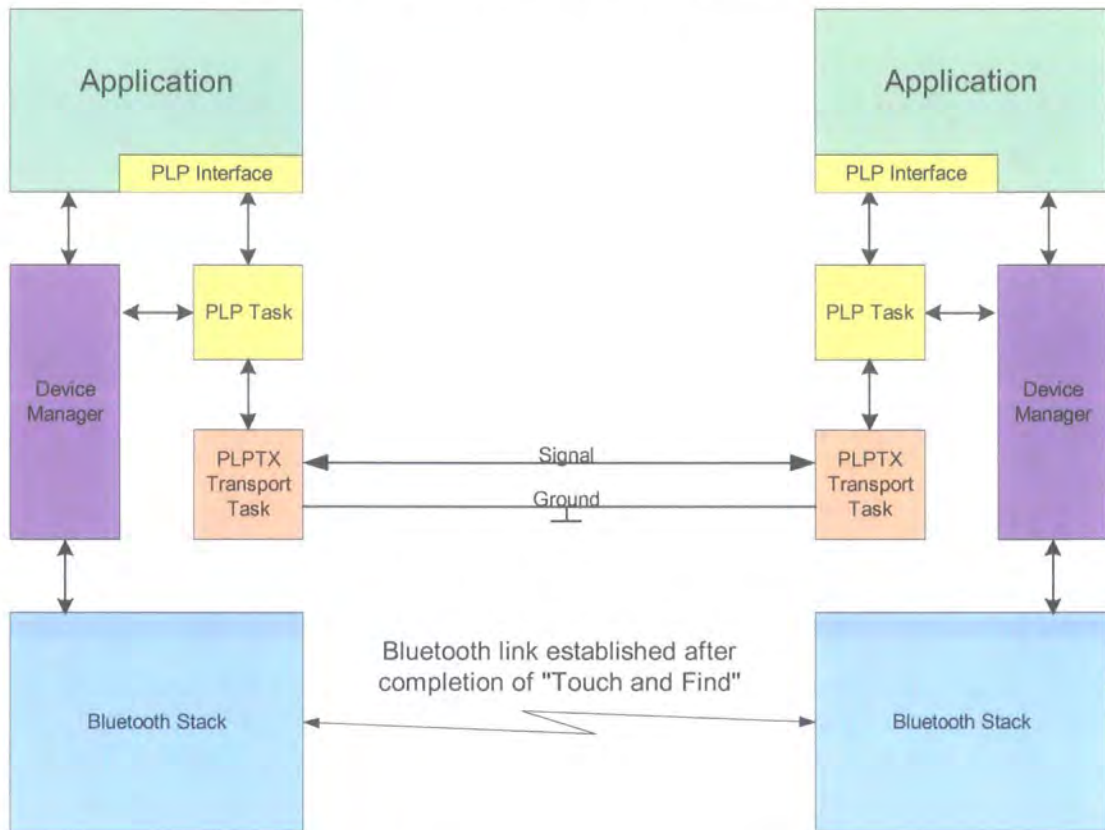 Application
Application
PLP Interface
PLP Interface
PLP Task
PLP Task
Device
Manager
Device
Manager
PLPTX
Transport
Task
Signal
Ground
PLPTX
Transport
Task
Bluetooth link established after
completion of "Touch and Find"
Bluetooth Stack
Bluetooth Stack